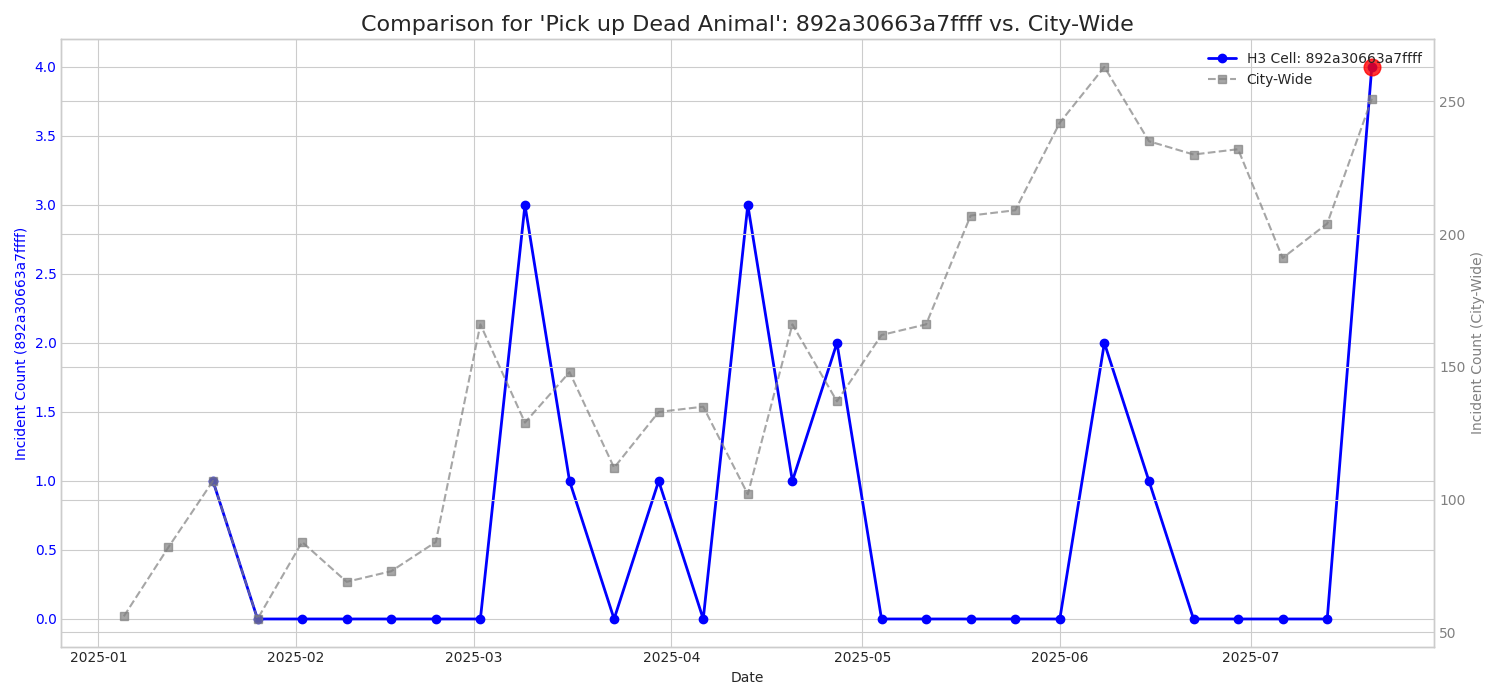 Comparison for 'Pick up Dead Animal': 892a30663a7ffff vs. City-Wide
H3 Cell: 892a30663a7ffff
City-Wide
Incident Count (892a30663a7ffff)
4.0
3.5
3.0
2.5
2.0
1.5
1.0
0.5
0.0
250
200
150
100
50
Incident Count (City-Wide)
2025-01 2025-02 2025-03 2025-04 2025-05 2025-06 2025-07
Date